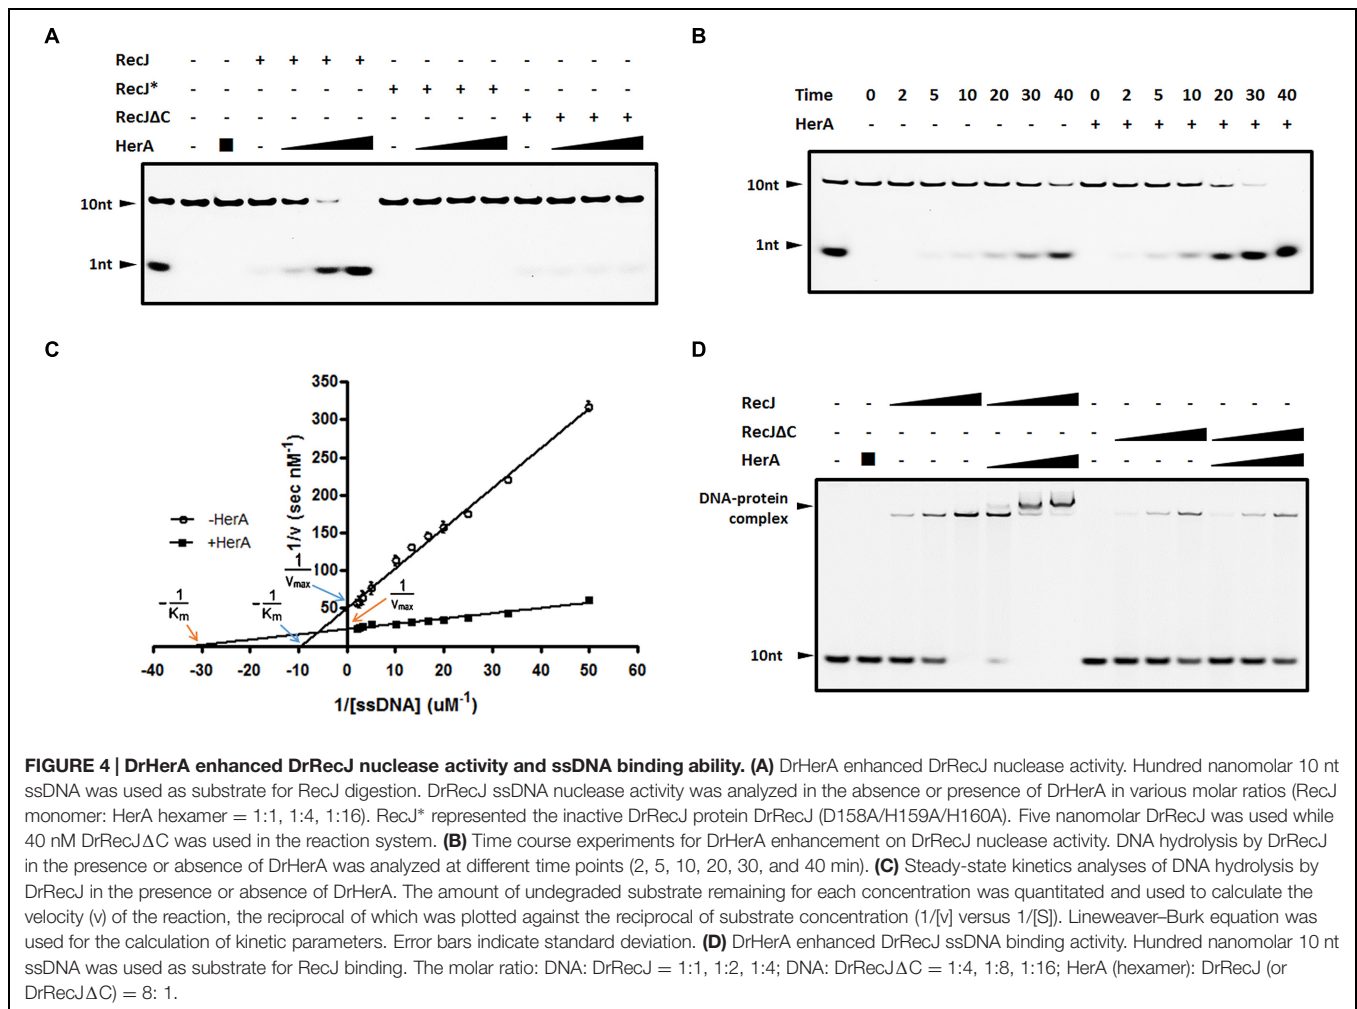 A
RecJ - - + + + + - - - - - - - -
RecJ* - - - - - - + + + + - - - -
RecJΔC - - - - - - - - - - + + + +
HerA - ■ - - -
10nt
1nt
B
Time 0 2 5 10 20 30 40 0 2 5 10 20 30 40
HerA - - - - - - - + + + + + + +
10nt
1nt
C
350
300
250
200
150
100
50
1/v (sec nM⁻¹)
-HerA
+HerA
1/Vmax
1/Vmax
-1/Km
-1/Km
-40 -30 -20 -10 0 10 20 30 40 50 60
1/[ssDNA] (uM⁻¹)
D
RecJ - - - - - - - - -
RecJΔC - - - - - - - - -
HerA - ■ - - - - - - -
DNA-protein
complex
10nt
FIGURE 4 | DrHerA enhanced DrRecJ nuclease activity and ssDNA binding ability. (A) DrHerA enhanced DrRecJ nuclease activity. Hundred nanomolar 10 nt
ssDNA was used as substrate for RecJ digestion. DrRecJ ssDNA nuclease activity was analyzed in the absence or presence of DrHerA in various molar ratios (RecJ
monomer: HerA hexamer = 1:1, 1:4, 1:16). RecJ* represented the inactive DrRecJ protein DrRecJ (D158A/H159A/H160A). Five nanomolar DrRecJ was used while
40 nM DrRecJΔC was used in the reaction system. (B) Time course experiments for DrHerA enhancement on DrRecJ nuclease activity. DNA hydrolysis by DrRecJ
in the presence or absence of DrHerA was analyzed at different time points (2, 5, 10, 20, 30, and 40 min). (C) Steady-state kinetics analyses of DNA hydrolysis by
DrRecJ in the presence or absence of DrHerA. The amount of undegraded substrate remaining for each concentration was quantitated and used to calculate the
velocity (v) of the reaction, the reciprocal of which was plotted against the reciprocal of substrate concentration (1/[v] versus 1/[S]). Lineweaver–Burk equation was
used for the calculation of kinetic parameters. Error bars indicate standard deviation. (D) DrHerA enhanced DrRecJ ssDNA binding activity. Hundred nanomolar 10 nt
ssDNA was used as substrate for RecJ binding. The molar ratio: DNA: DrRecJ = 1:1, 1:2, 1:4; DNA: DrRecJΔC = 1:4, 1:8, 1:16; HerA (hexamer): DrRecJ (or
DrRecJΔC) = 8: 1.